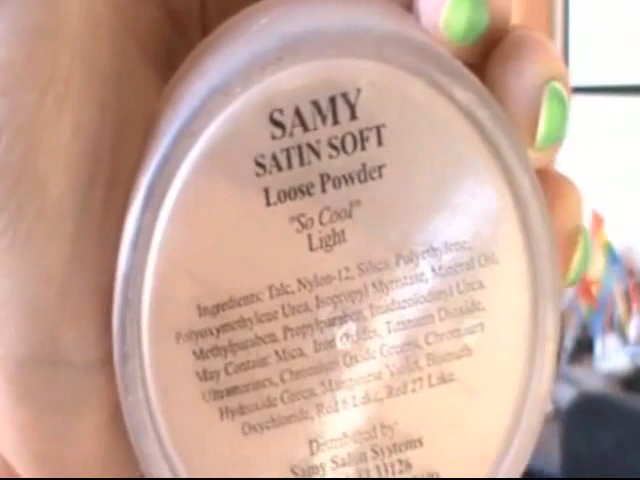 SAMY
SATIN SOFT
Loose Powder
"So Cool"
Light
Ingredients: Talc, Nylon-12, Silica, Polyethylene,
Polyoxymethylene Urea, Isopropyl Myristate, Mineral Oil,
Methylparaben, Propylparaben, Imidazolidinyl Urea.
May Contain: Mica, Iron Oxides, Titanium Dioxide,
Ultramarines, Chromium Oxide Greens, Chromium
Hydroxide Green, Manganese Violet, Bismuth
Oxychloride, Red 6 Lake, Red 27 Lake.
Distributed by
Samy Salon Systems
33126